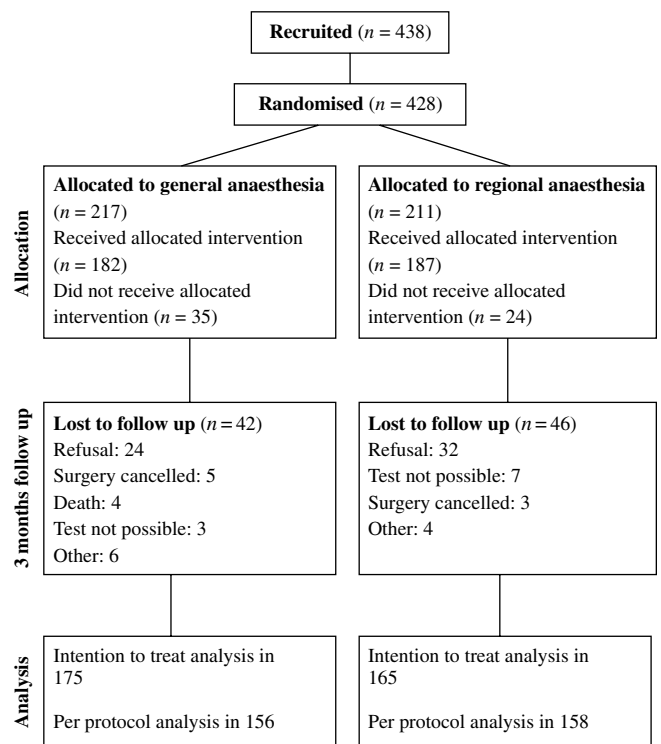 Recruited (n = 438)
Randomised (n = 428)
Allocation
Allocated to general anaesthesia
(n = 217)
Received allocated intervention
(n = 182)
Did not receive allocated
intervention (n = 35)
Allocated to regional anaesthesia
(n = 211)
Received allocated intervention
(n = 187)
Did not receive allocated
intervention (n = 24)
3 months follow up
Lost to follow up (n = 42)
Refusal: 24
Surgery cancelled: 5
Death: 4
Test not possible: 3
Other: 6
Lost to follow up (n = 46)
Refusal: 32
Test not possible: 7
Surgery cancelled: 3
Other: 4
Analysis
Intention to treat analysis in
175
Per protocol analysis in 156
Intention to treat analysis in
165
Per protocol analysis in 158